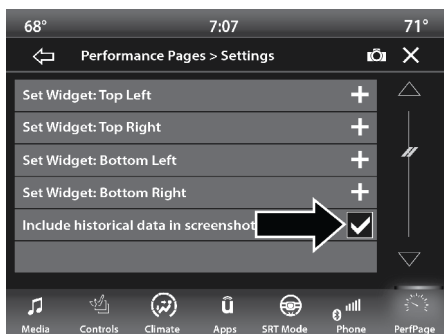 68° 7:07 71°
Performance Pages > Settings
Set Widget: Top Left
Set Widget: Top Right
Set Widget: Bottom Left
Set Widget: Bottom Right
Include historical data in screenshot
Media Controls Climate Apps SRT Mode Phone PerfPage